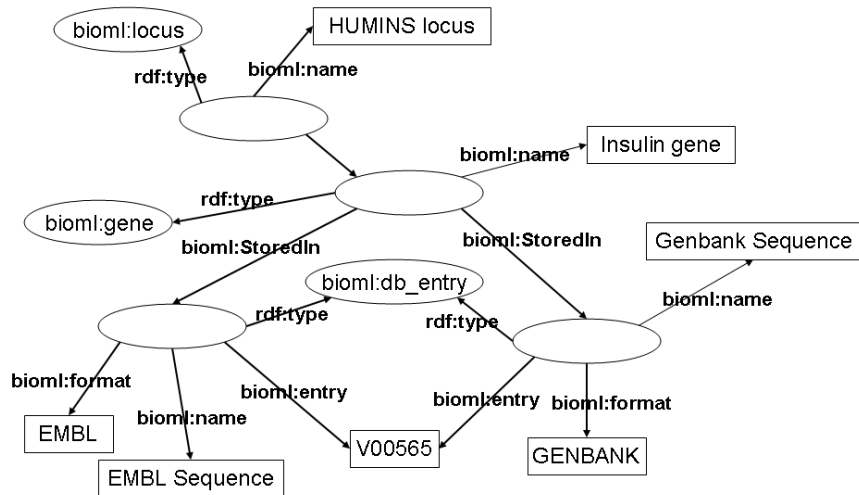 bioml:locus
HUMINS locus
rdf:type
bioml:name
bioml:name
Insulin gene
rdf:type
bioml:gene
bioml:StoredIn
bioml:StoredIn
Genbank Sequence
bioml:db_entry
bioml:name
rdf:type
rdf:type
bioml:format
bioml:name
bioml:entry
bioml:entry
bioml:format
EMBL
EMBL Sequence
V00565
GENBANK